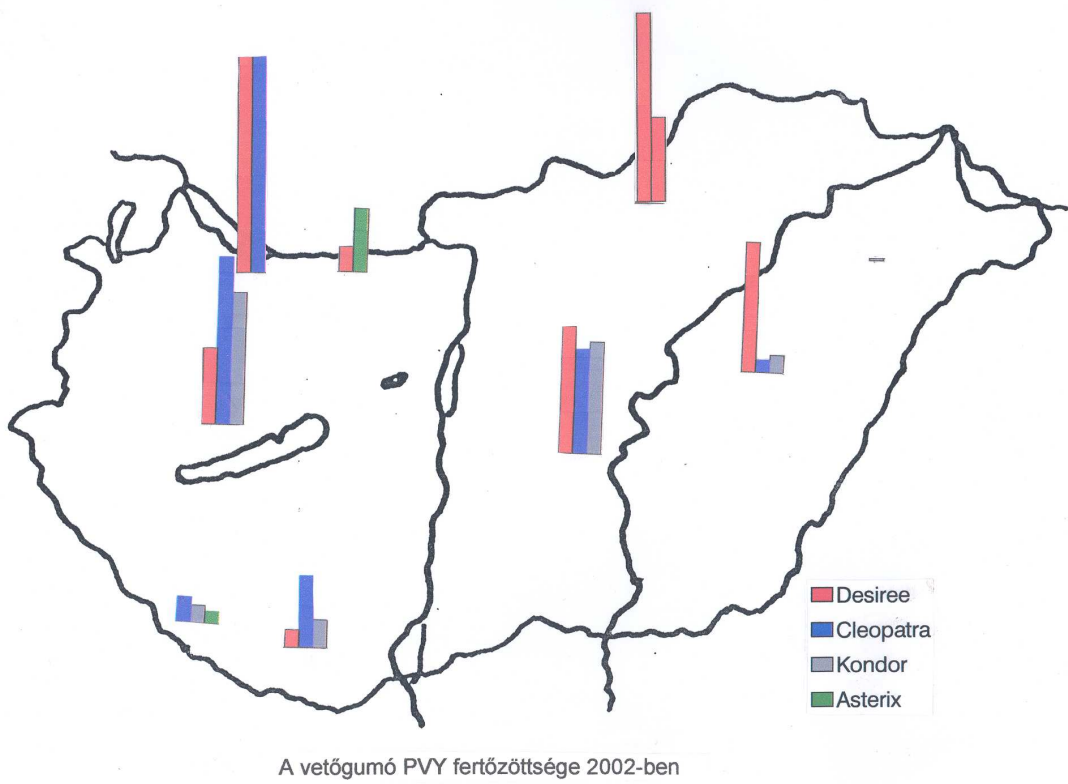 Desiree
Cleopatra
Kondor
Asterix
A vetőgumó PVY fertőzöttsége 2002-ben